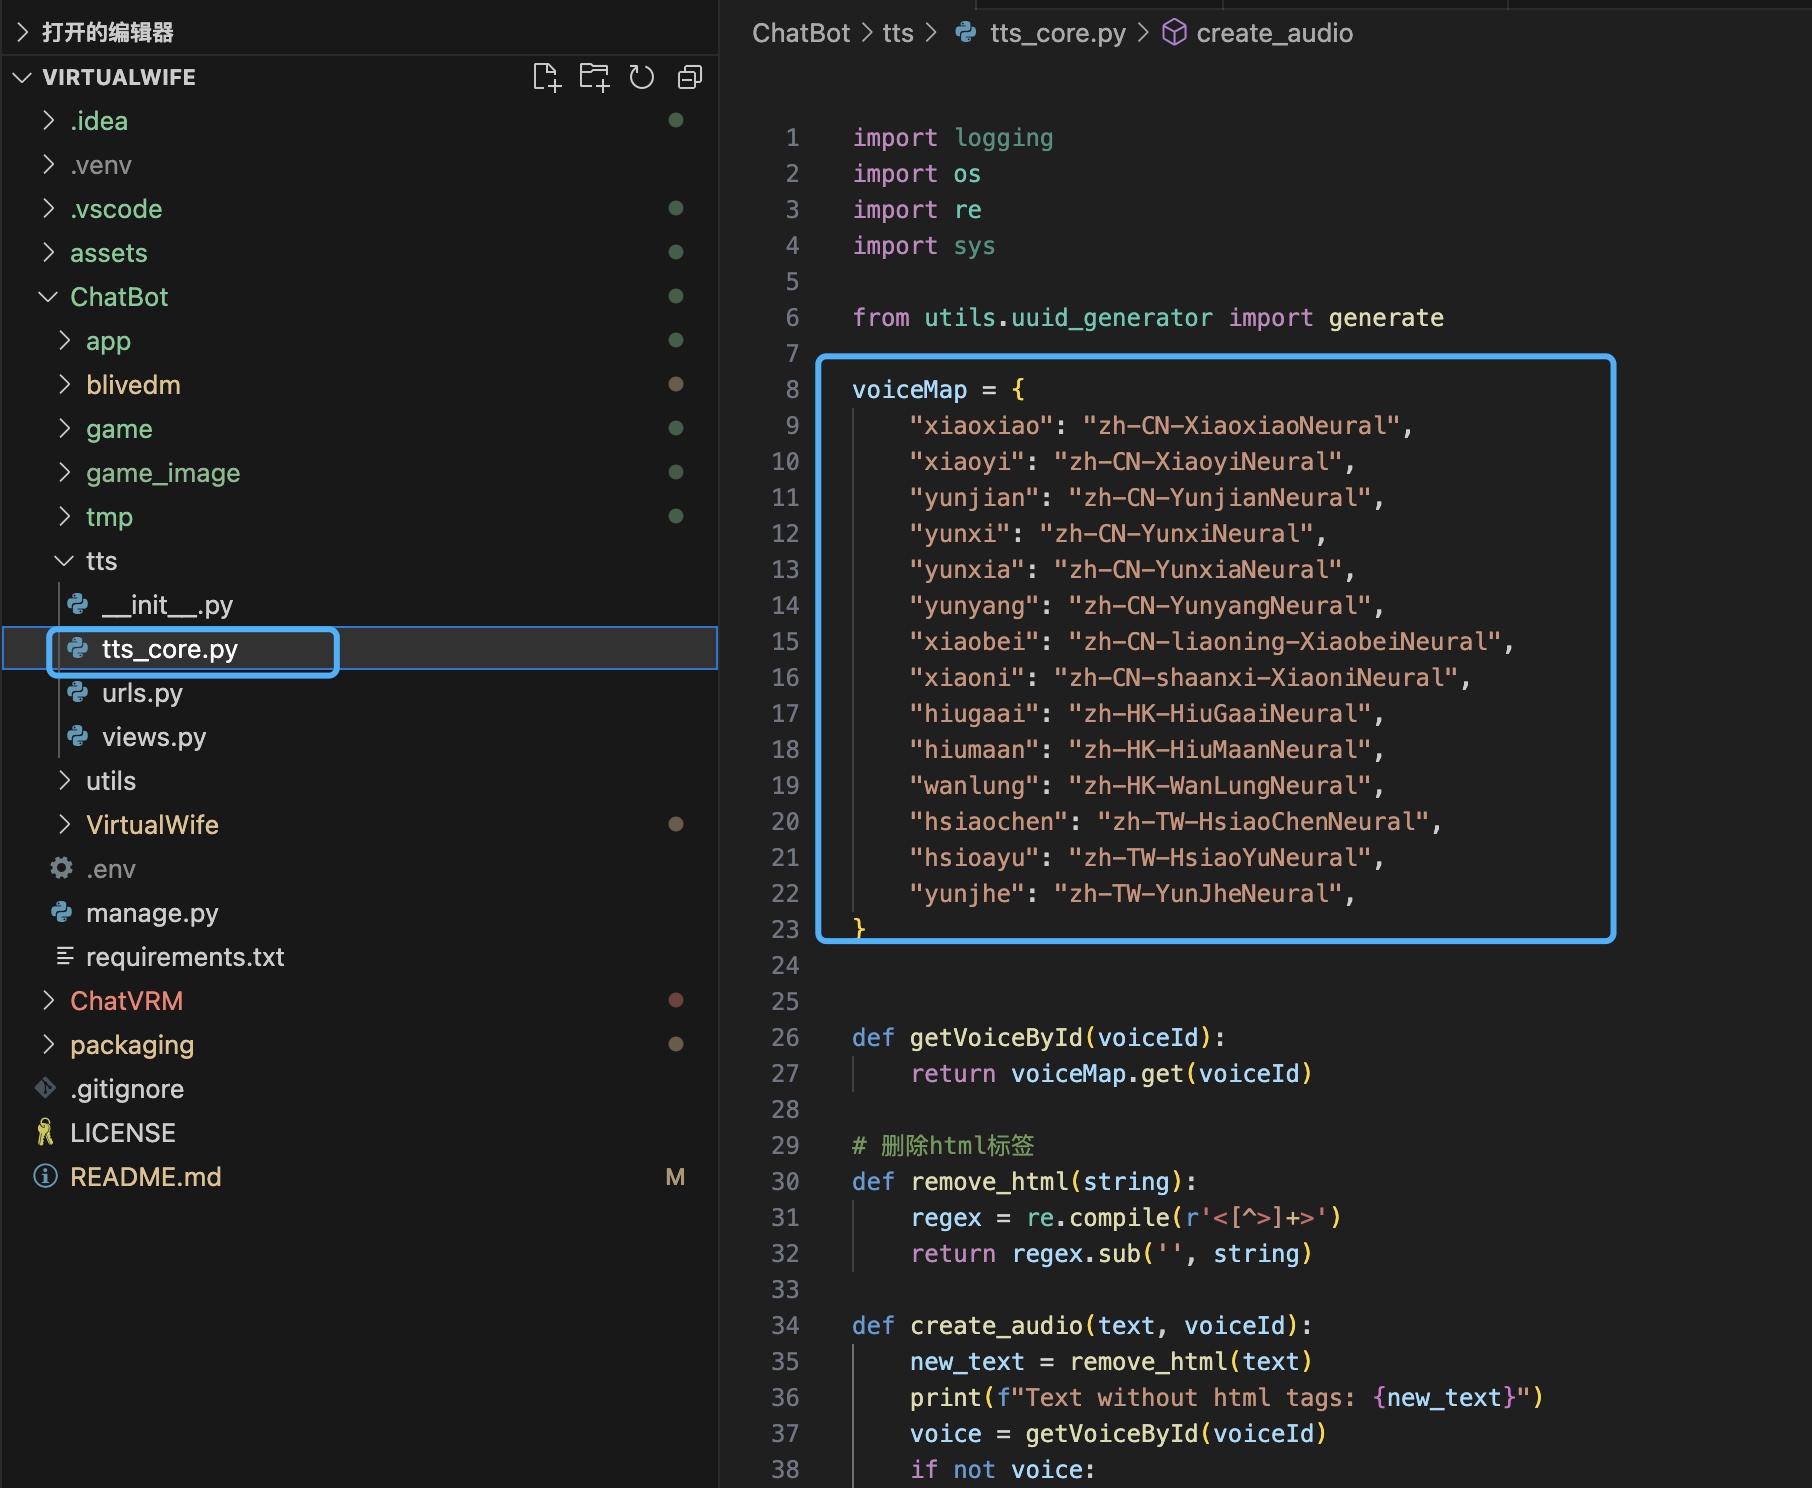 打开的编辑器
VIRTUALWIFE
.idea
.venv
.vscode
assets
ChatBot
app
blivedm
game
game_image
tmp
tts
__init__.py
tts_core.py
urls.py
views.py
utils
VirtualWife
.env
manage.py
requirements.txt
ChatVRM
packaging
.gitignore
LICENSE
README.md M
ChatBot > tts > tts_core.py > create_audio
1 import logging
2 import os
3 import re
4 import sys
5
6 from utils.uuid_generator import generate
7
8 voiceMap = {
9     "xiaoxiao": "zh-CN-XiaoxiaoNeural",
10     "xiaoyi": "zh-CN-XiaoyiNeural",
11     "yunjian": "zh-CN-YunjianNeural",
12     "yunxi": "zh-CN-YunxiNeural",
13     "yunxia": "zh-CN-YunxiaNeural",
14     "yunyang": "zh-CN-YunyangNeural",
15     "xiaobei": "zh-CN-liaoning-XiaobeiNeural",
16     "xiaoni": "zh-CN-shaanxi-XiaoniNeural",
17     "hiugaai": "zh-HK-HiuGaaiNeural",
18     "hiumaan": "zh-HK-HiuMaanNeural",
19     "wanlung": "zh-HK-WanLungNeural",
20     "hsiaochen": "zh-TW-HsiaoChenNeural",
21     "hsioayu": "zh-TW-HsiaoYuNeural",
22     "yunjhe": "zh-TW-YunJheNeural",
23 }
24
25
26 def getVoiceById(voiceId):
27     return voiceMap.get(voiceId)
28
29 # 删除html标签
30 def remove_html(string):
31     regex = re.compile(r'<[^>]+>')
32     return regex.sub('', string)
33
34 def create_audio(text, voiceId):
35     new_text = remove_html(text)
36     print(f"Text without html tags: {new_text}")
37     voice = getVoiceById(voiceId)
38     if not voice: